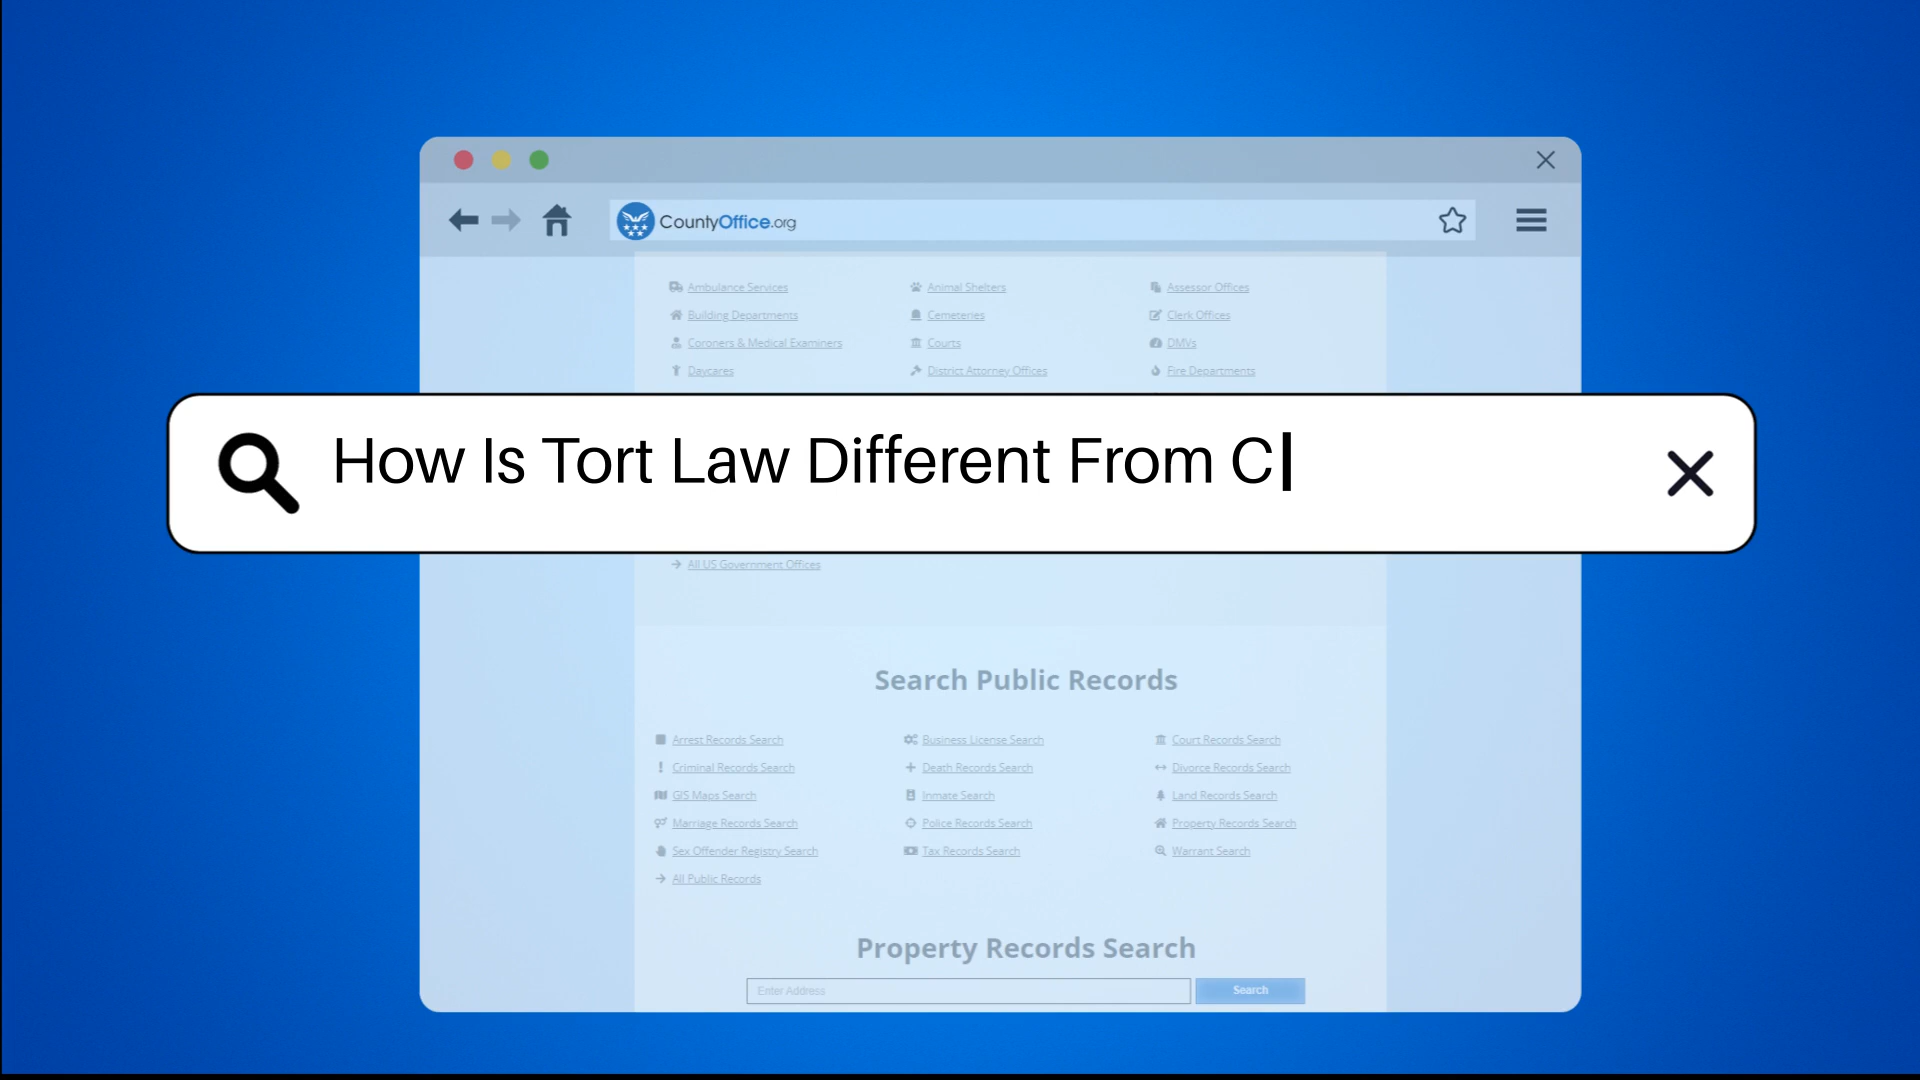 CountyOffice.org
Ambulance Services
Animal Shelters
Assessor Offices
Building Departments
Cemeteries
Clerk Offices
Coroners & Medical Examiners
Courts
DMVs
Daycares
District Attorney Offices
Fire Departments
How Is Tort Law Different From C
All US Government Offices
Search Public Records
Arrest Records Search
Business License Search
Court Records Search
Criminal Records Search
Death Records Search
Divorce Records Search
GIS Maps Search
Inmate Search
Land Records Search
Marriage Records Search
Police Records Search
Property Records Search
Sex Offender Registry Search
Tax Records Search
Warrant Search
All Public Records
Property Records Search
Enter Address
Search